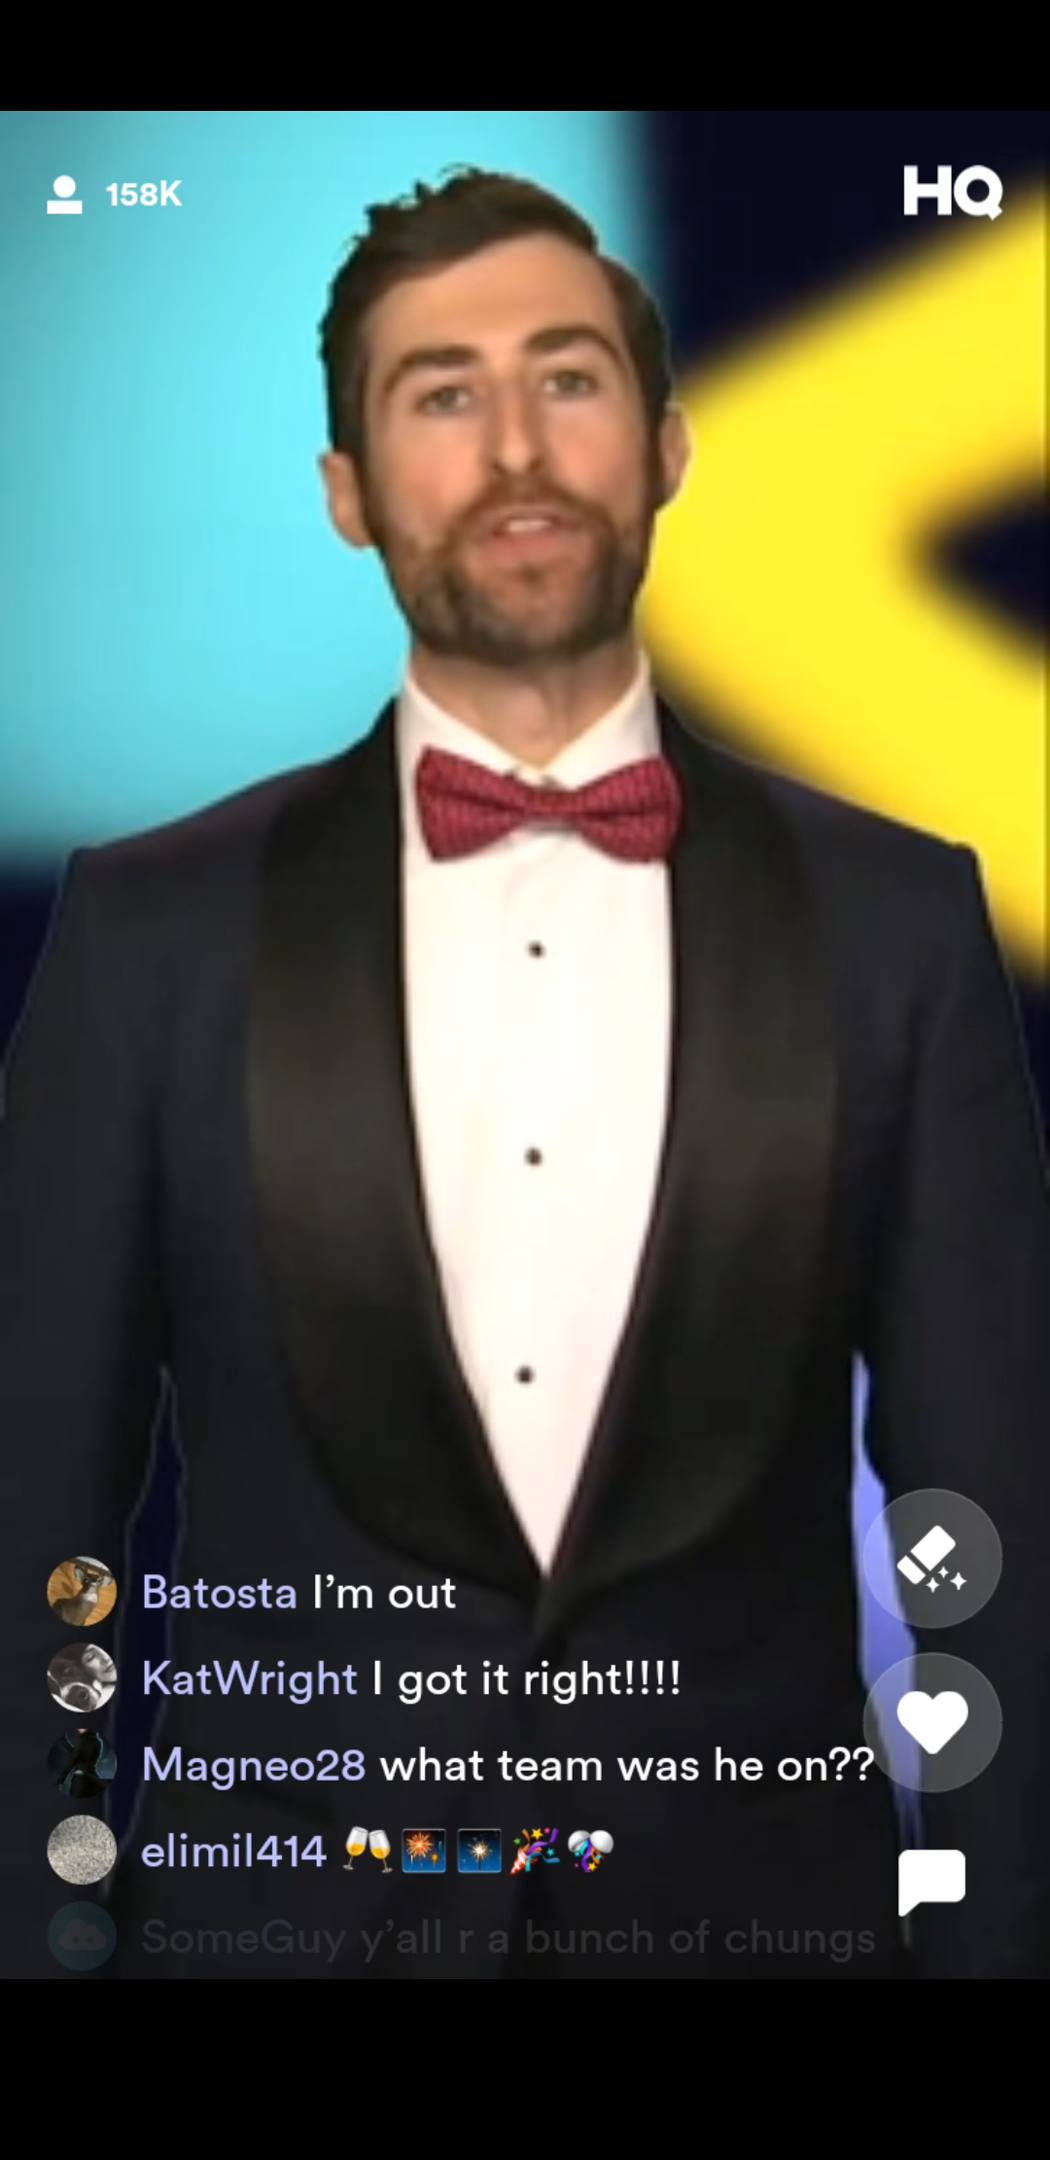 158K
HQ
Batosta I’m out
KatWright I got it right!!!!
Magneo28 what team was he on??
elimil414 🥂🎆🎇🎉🎊
SomeGuy y’all r a bunch of chungs